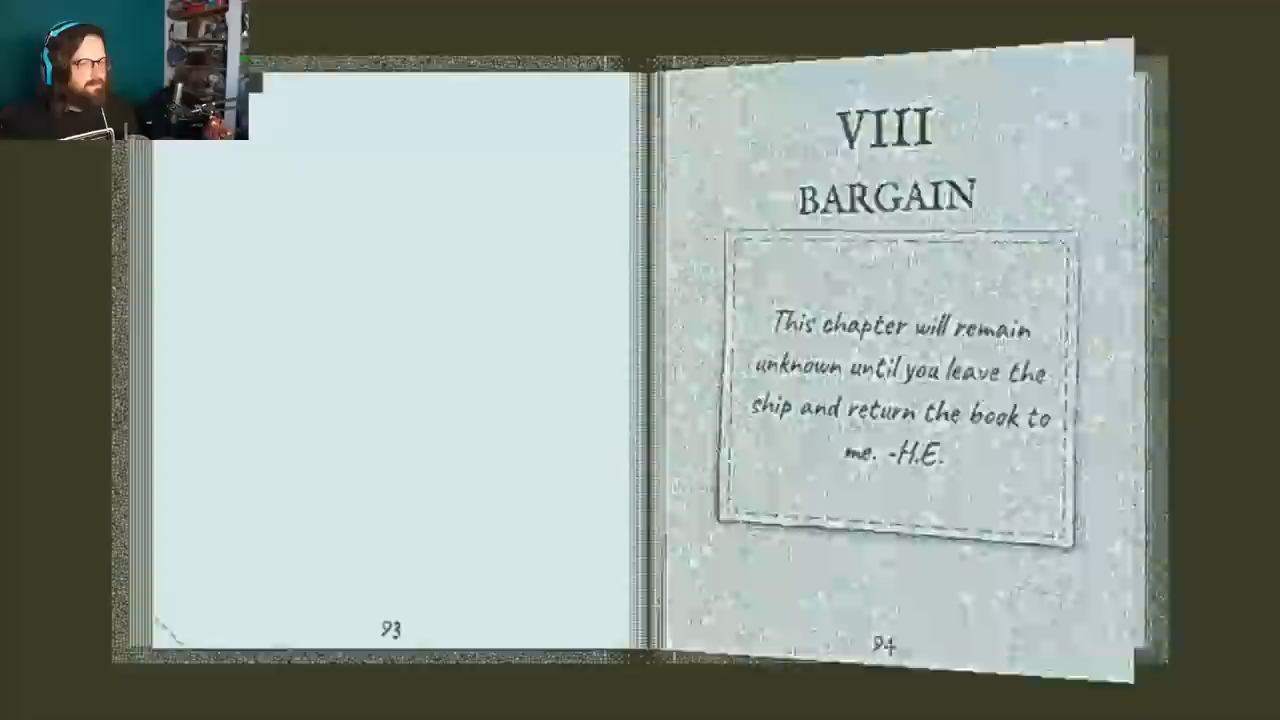 93
VIII
BARGAIN
This chapter will remain
unknown until you leave the
ship and return the book to
me. -H.E.
94